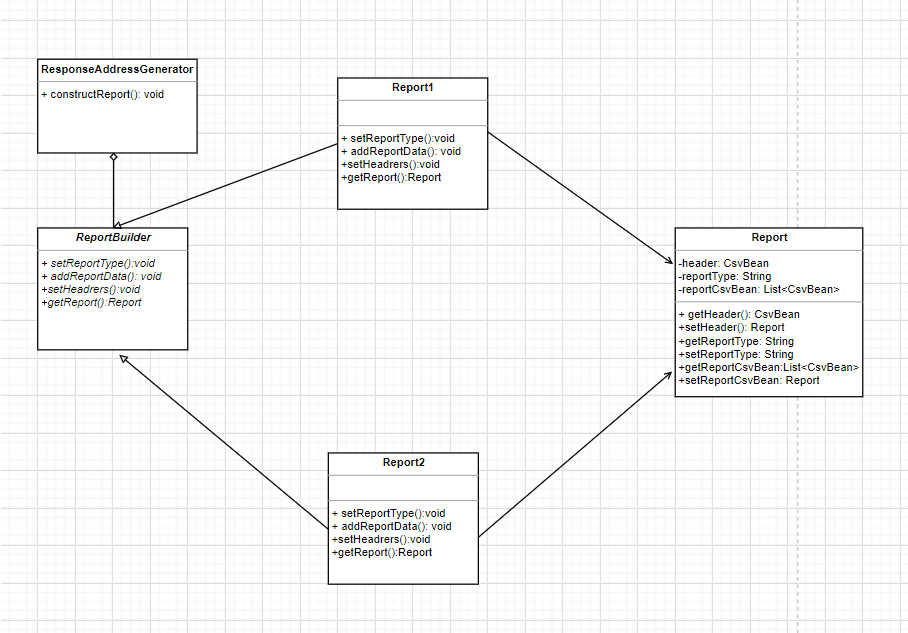 ResponseAddressGenerator
+ constructReport(): void
Report1
+ setReportType():void
+ addReportData(): void
+setHeadrers():void
+getReport():Report
ReportBuilder
+ setReportType():void
+ addReportData(): void
+setHeadrers():void
+getReport():Report
Report
-header: CsvBean
-reportType: String
-reportCsvBean: List<CsvBean>
+ getHeader(): CsvBean
+setHeader(): Report
+getReportType: String
+setReportType: String
+getReportCsvBean:List<CsvBean>
+setReportCsvBean: Report
Report2
+ setReportType():void
+ addReportData(): void
+setHeadrers():void
+getReport():Report